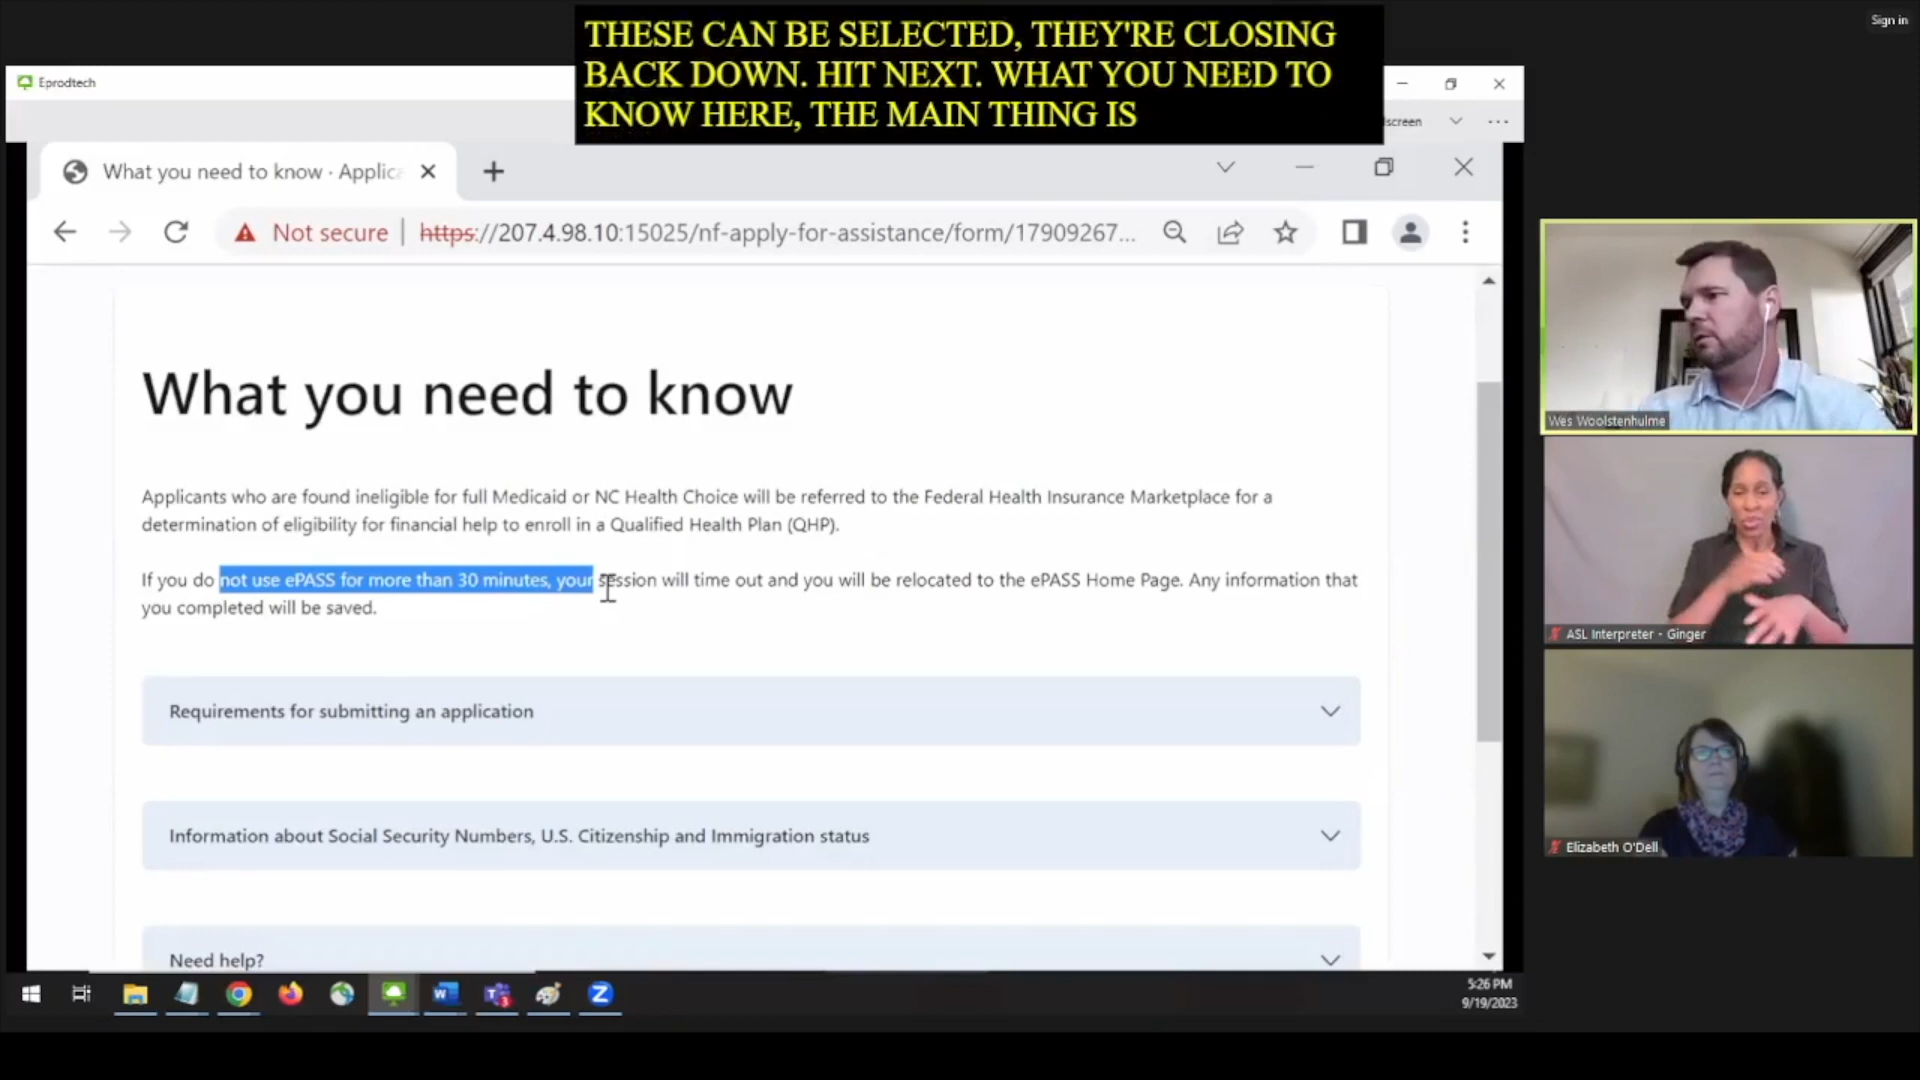 THESE CAN BE SELECTED, THEY'RE CLOSING
BACK DOWN. HIT NEXT. WHAT YOU NEED TO
KNOW HERE, THE MAIN THING IS
Sign in
Eprodtech
screen
What you need to know · Applic
Not secure
https://207.4.98.10:15025/nf-apply-for-assistance/form/17909267...
What you need to know
Applicants who are found ineligible for full Medicaid or NC Health Choice will be referred to the Federal Health Insurance Marketplace for a
determination of eligibility for financial help to enroll in a Qualified Health Plan (QHP).
If you do not use ePASS for more than 30 minutes, your session will time out and you will be relocated to the ePASS Home Page. Any information that
you completed will be saved.
Requirements for submitting an application
Information about Social Security Numbers, U.S. Citizenship and Immigration status
Need help?
Wes Woolstenhulme
ASL Interpreter - Ginger
Elizabeth O'Dell
5:26 PM
9/19/2023